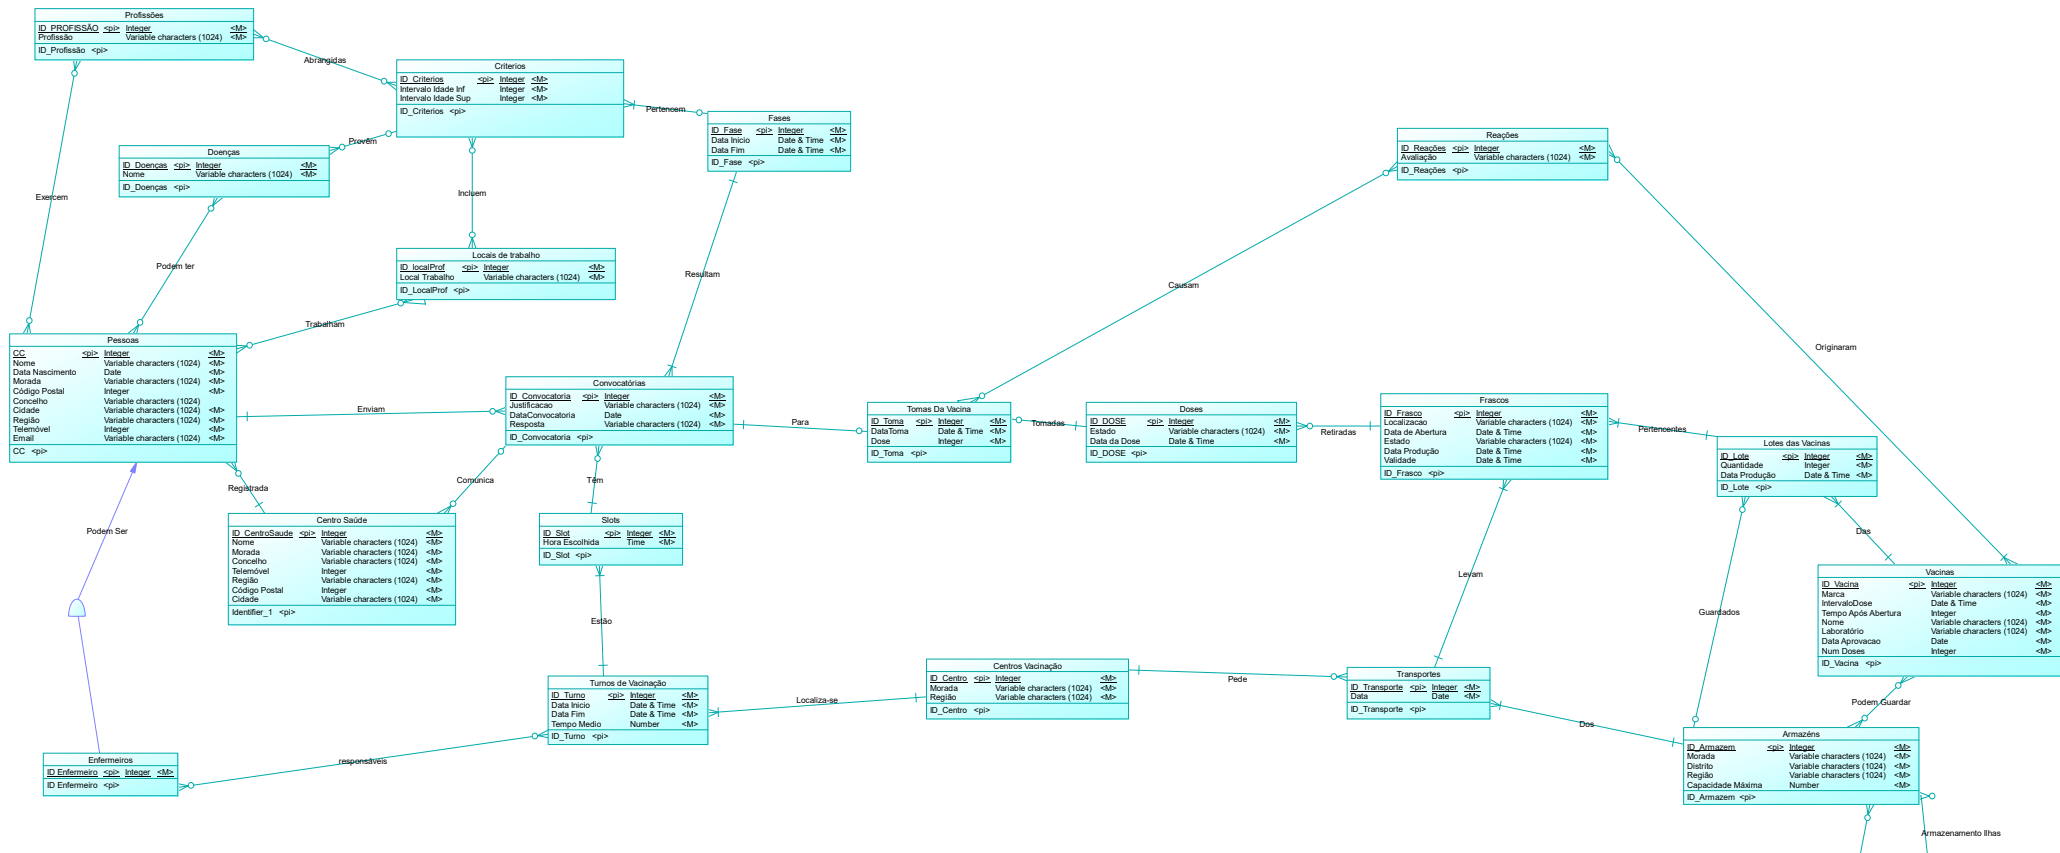 Profissões
ID_PROFISSÃO <pi> Integer <M>
Profissão Variable characters (1024) <M>
ID_Profissão <pi>
Abrangidas
Criterios
ID_Criterios <pi> Integer <M>
Intervalo Idade Inf Integer <M>
Intervalo Idade Sup Integer <M>
ID_Criterios <pi>
Pertencem
Fases
ID_Fase <pi> Integer <M>
Data Inicio Date & Time <M>
Data Fim Date & Time <M>
ID_Fase <pi>
Provêm
Doenças
ID_Doenças <pi> Integer <M>
Nome Variable characters (1024) <M>
ID_Doenças <pi>
Reações
ID_Reações <pi> Integer <M>
Avaliação Variable characters (1024) <M>
ID_Reações <pi>
Exercem
Incluem
Podem ter
Locais de trabalho
ID_localProf <pi> Integer <M>
Local Trabalho Variable characters (1024) <M>
ID_LocalProf <pi>
Resultam
Causam
Trabalham
Originaram
Pessoas
CC <pi> Integer <M>
Nome Variable characters (1024) <M>
Data Nascimento Date <M>
Morada Variable characters (1024) <M>
Código Postal Integer <M>
Concelho Variable characters (1024)
Cidade Variable characters (1024) <M>
Região Variable characters (1024) <M>
Telemóvel Integer <M>
Email Variable characters (1024) <M>
CC <pi>
Enviam
Convocatórias
ID_Convocatoria <pi> Integer <M>
Justificacao Variable characters (1024) <M>
DataConvocatoria Date <M>
Resposta Variable characters (1024) <M>
ID_Convocatoria <pi>
Para
Tomas Da Vacina
ID_Toma <pi> Integer <M>
DataToma Date & Time <M>
Dose Integer <M>
ID_Toma <pi>
Tomadas
Doses
ID_DOSE <pi> Integer <M>
Estado Variable characters (1024) <M>
Data da Dose Date & Time <M>
ID_DOSE <pi>
Retiradas
Frascos
ID_Frasco <pi> Integer <M>
Localizacao Variable characters (1024) <M>
Data de Abertura Date & Time <M>
Estado Variable characters (1024) <M>
Data Produção Date & Time <M>
Validade Date & Time <M>
ID_Frasco <pi>
Pertencentes
Lotes das Vacinas
ID_Lote <pi> Integer <M>
Quantidade Integer <M>
Data Produção Date & Time <M>
ID_Lote <pi>
Registrada
Comunica
Têm
Podem Ser
Centro Saúde
ID_CentroSaude <pi> Integer <M>
Nome Variable characters (1024) <M>
Morada Variable characters (1024) <M>
Concelho Variable characters (1024) <M>
Telemóvel Integer <M>
Região Variable characters (1024) <M>
Código Postal Integer <M>
Cidade Variable characters (1024) <M>
Identifier_1 <pi>
Slots
ID_Slot <pi> Integer <M>
Hora Escolhida Time <M>
ID_Slot <pi>
Das
Levam
Vacinas
ID_Vacina <pi> Integer <M>
Marca Variable characters (1024) <M>
IntervaloDose Date & Time <M>
Tempo Após Abertura Integer <M>
Nome Variable characters (1024) <M>
Laboratório Variable characters (1024) <M>
Data Aprovacao Date <M>
Num Doses Integer <M>
ID_Vacina <pi>
Guardados
Estão
Turnos de Vacinação
ID_Turno <pi> Integer <M>
Data Inicio Date & Time <M>
Data Fim Date & Time <M>
Tempo Medio Number <M>
ID_Turno <pi>
Localiza-se
Centros Vacinação
ID_Centro <pi> Integer <M>
Morada Variable characters (1024) <M>
Região Variable characters (1024) <M>
ID_Centro <pi>
Pede
Transportes
ID_Transporte <pi> Integer <M>
Data Date <M>
ID_Transporte <pi>
Dos
Podem Guardar
Armazéns
ID_Armazem <pi> Integer <M>
Morada Variable characters (1024) <M>
Distrito Variable characters (1024) <M>
Região Variable characters (1024) <M>
Capacidade Máxima Number <M>
ID_Armazem <pi>
Enfermeiros
ID Enfermeiro <pi> Integer <M>
ID Enfermeiro <pi>
responsáveis
Armazenamento Ilhas